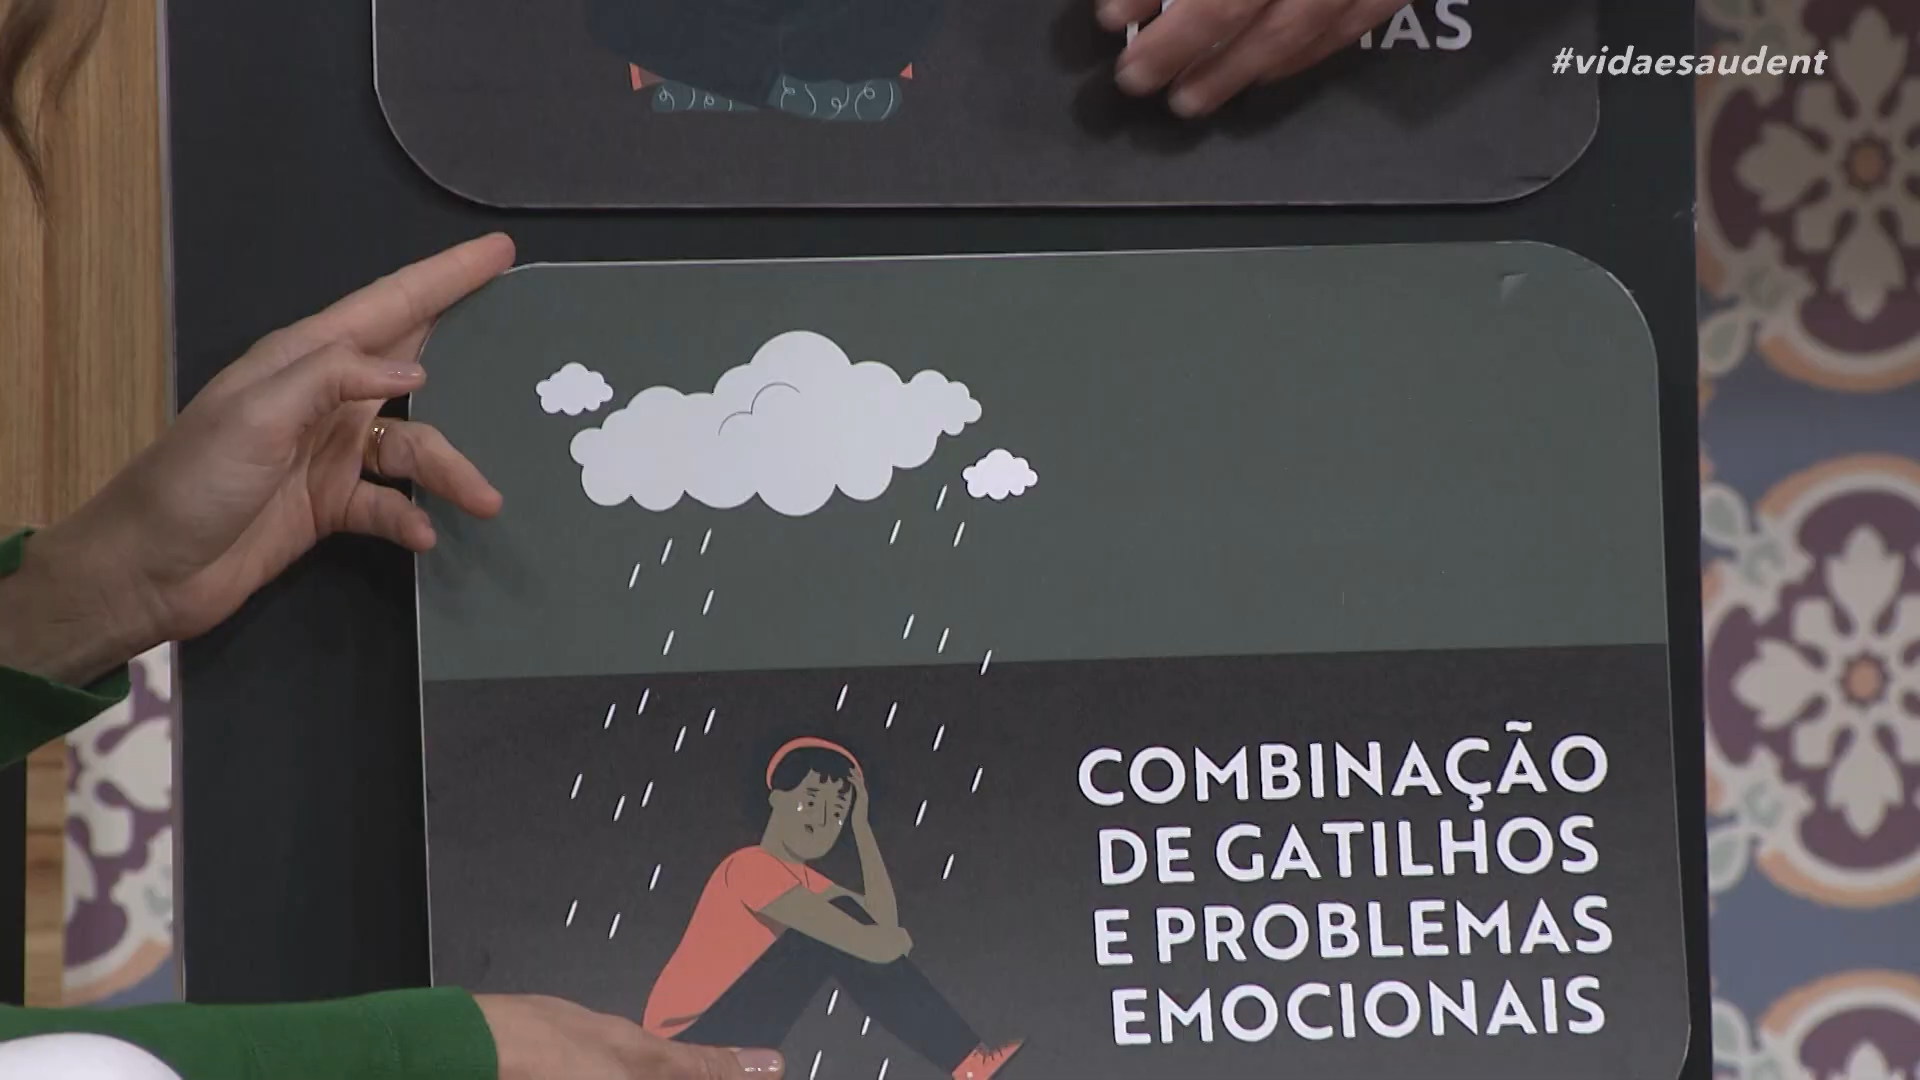 #vidaesaudent
COMBINAÇÃO
DE GATILHOS
E PROBLEMAS
EMOCIONAIS